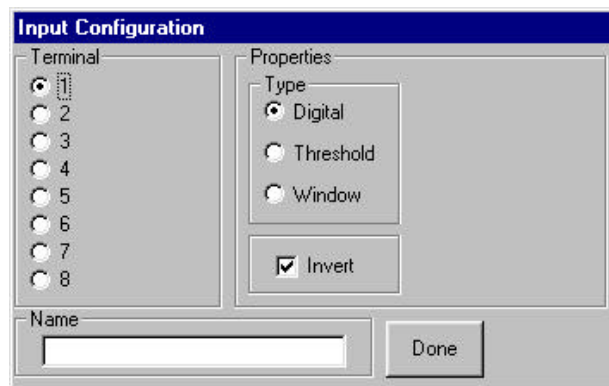 Input Configuration
Terminal
1
2
3
4
5
6
7
8
Properties
Type
Digital
Threshold
Window
Invert
Name
Done